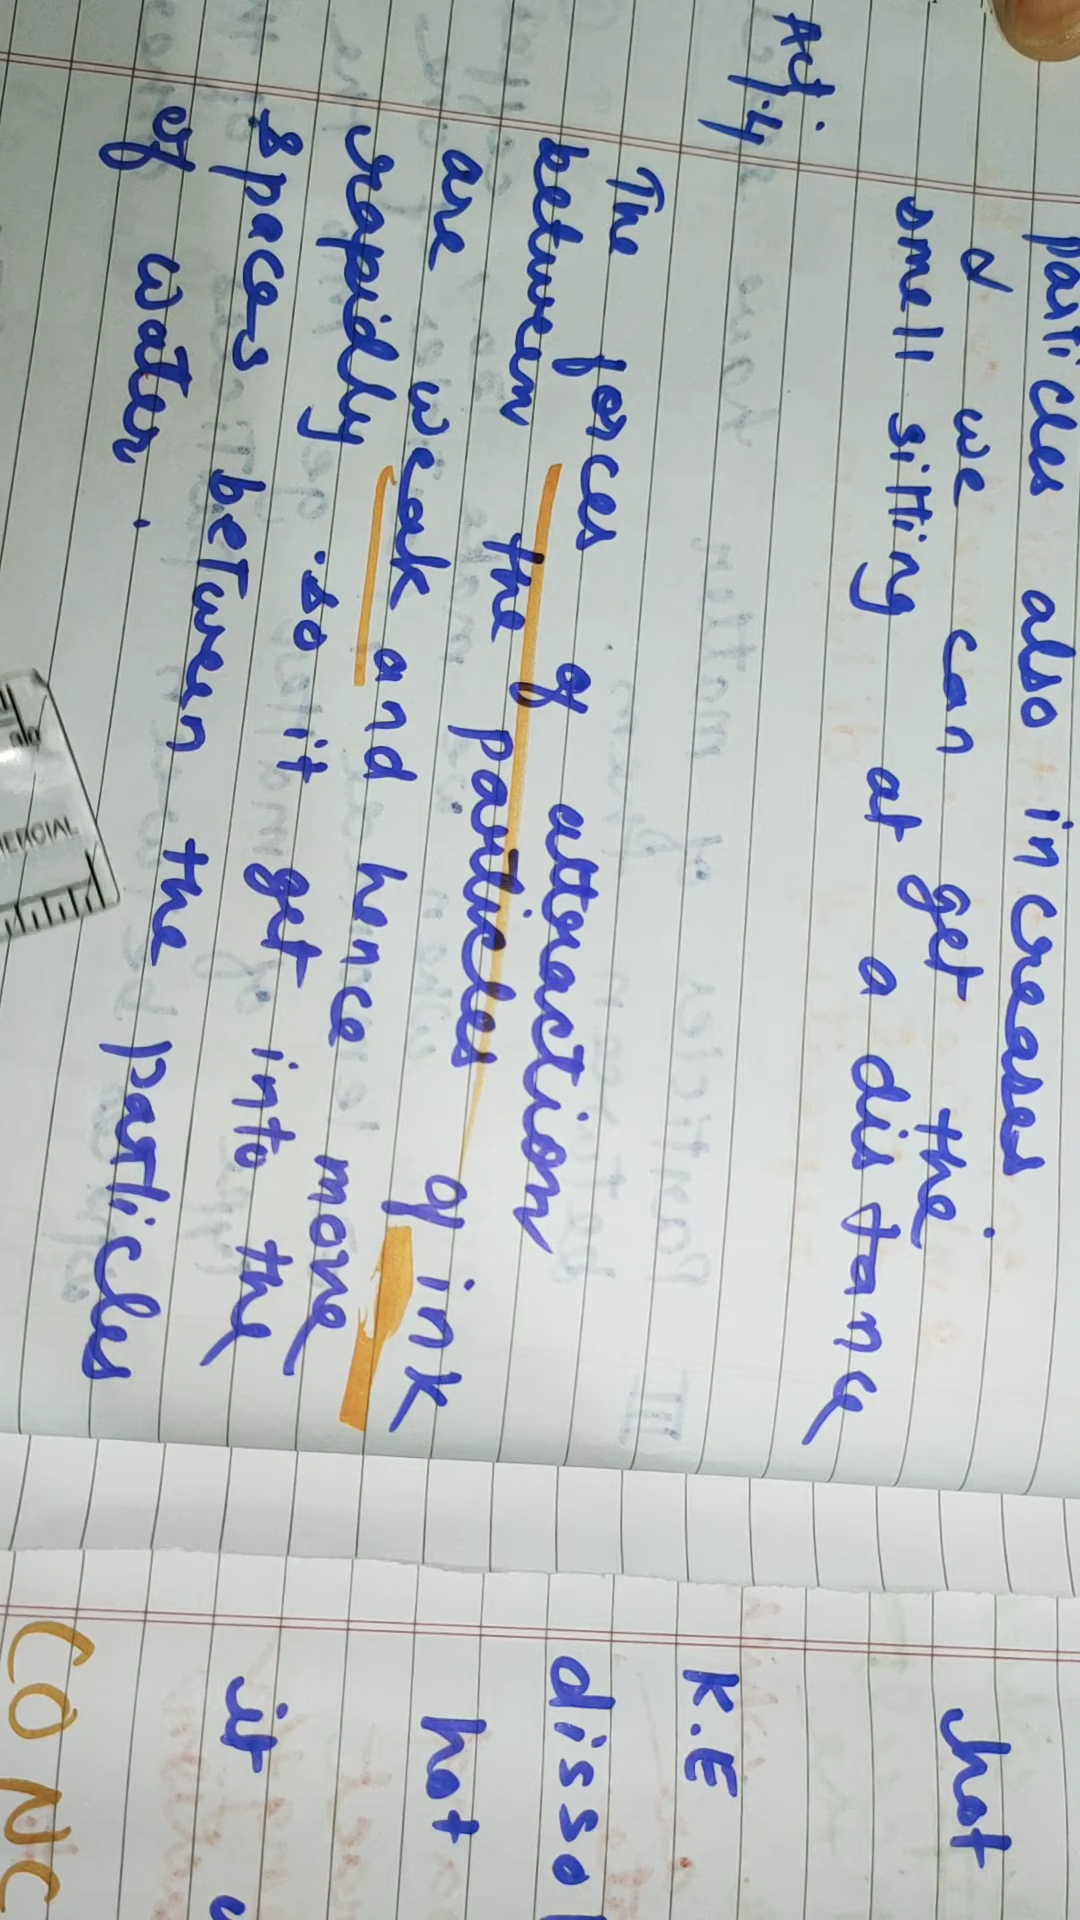 particles also increases
& we can get the
smell sitting at a distance
Act.
1.4
The forces of attraction
between the particles of ink
are weak and hence move
rapidly so it get into the
spaces between the particles
of water.
hot
K.E
dissol
hot
it
CONC
ERCIAL